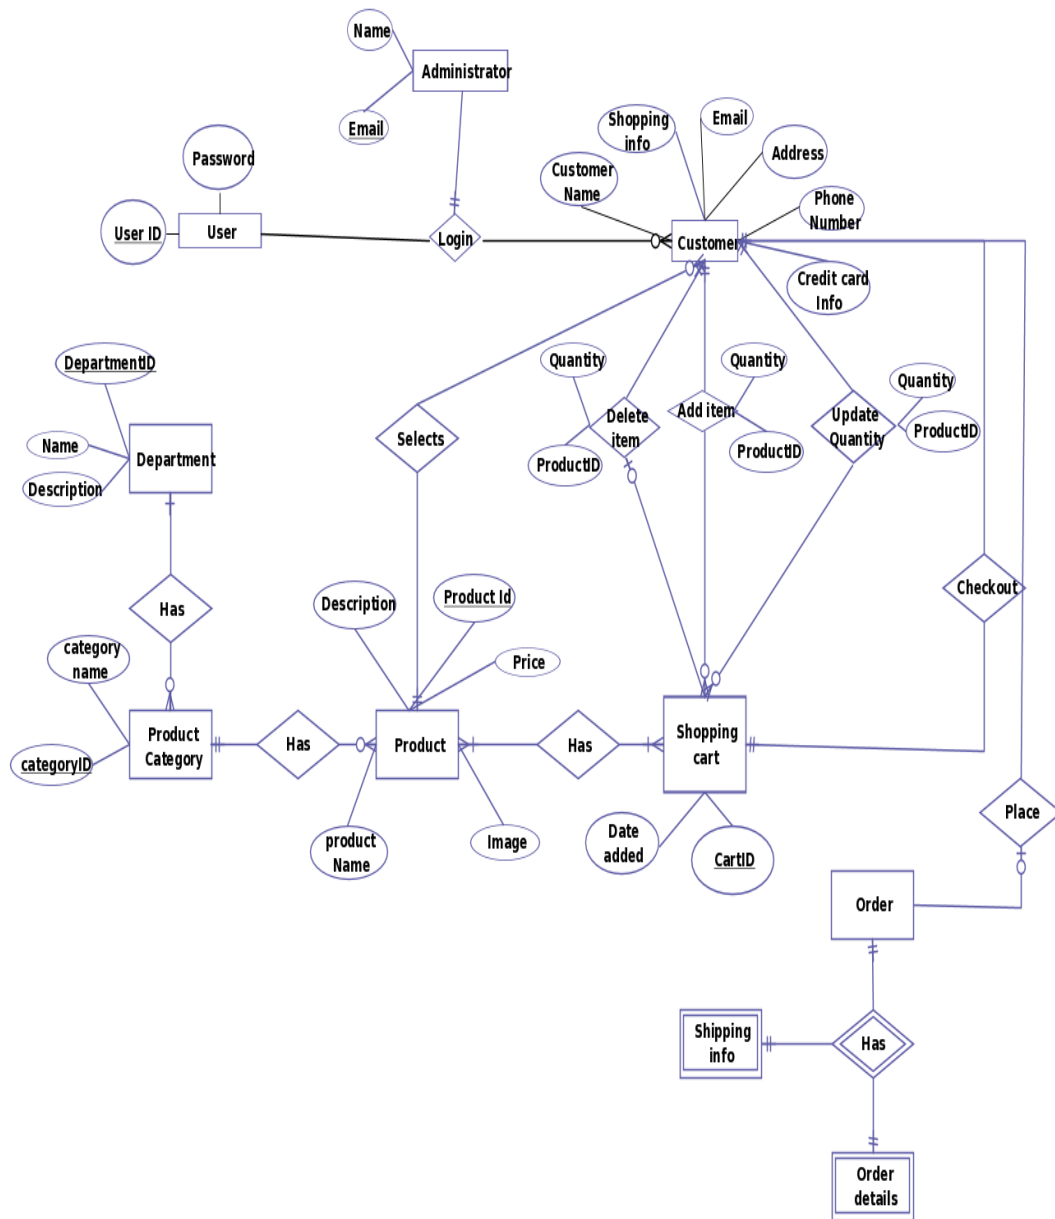 Name
Administrator
Email
Shopping
info
Email
Address
Customer
Name
Phone
Number
Password
User ID
User
Login
Customer
Credit card
Info
DepartmentID
Name
Department
Description
Quantity
Quantity
Quantity
Selects
Delete
item
Add item
Update
Quantity
ProductID
ProductID
ProductID
Has
Checkout
Description
Product Id
Price
category
name
Product
Category
Has
Product
Has
Shopping
cart
categoryID
product
Name
Image
Date
added
CartID
Place
Order
Shipping
info
Has
Order
details